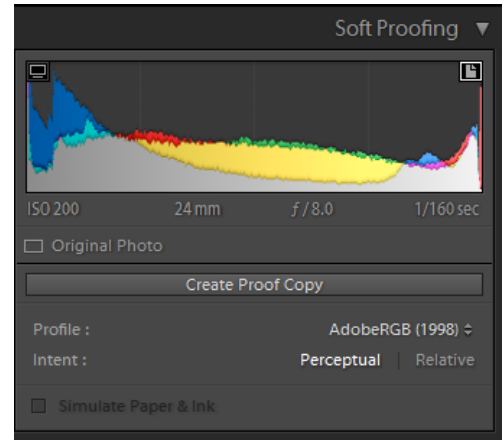 Soft Proofing
ISO 200 24 mm ƒ / 8.0 1/160 sec
Original Photo
Create Proof Copy
Profile : AdobeRGB (1998)
Intent : Perceptual | Relative
Simulate Paper & Ink